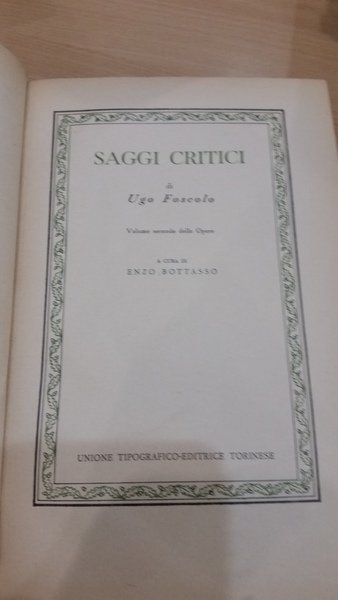 SAGGI CRITICI
di
Ugo Foscolo
Volume secondo delle Opere
A CURA DI
ENZO BOTTASSO
UNIONE TIPOGRAFICO-EDITRICE TORINESE